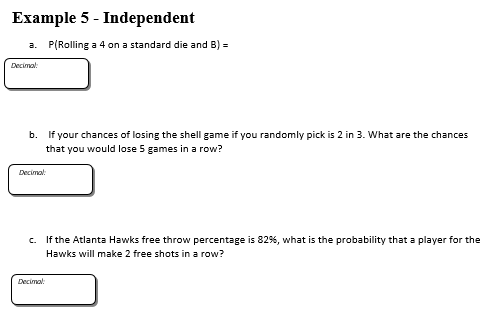 Example 5 - Independent
a. P(Rolling a 4 on a standard die and B) =
Decimal:
b. If your chances of losing the shell game if you randomly pick is 2 in 3. What are the chances
that you would lose 5 games in a row?
Decimal:
c. If the Atlanta Hawks free throw percentage is 82%, what is the probability that a player for the
Hawks will make 2 free shots in a row?
Decimal: